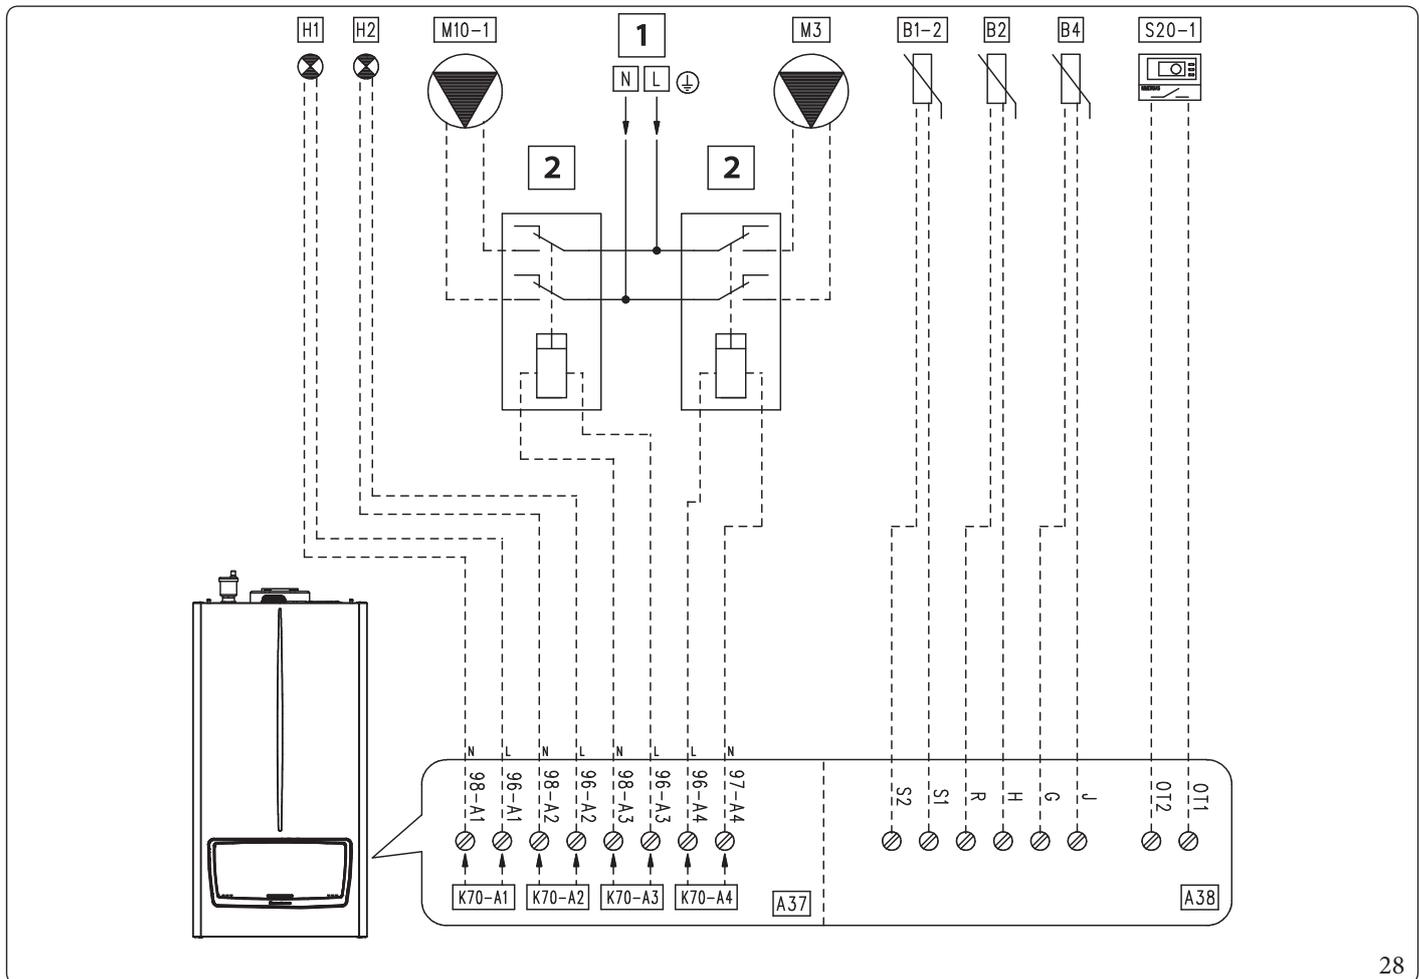 H1 H2 M10-1 1 M3 B1-2 B2 B4 S20-1
N L
2 2
N L N L N L L N
98-A1 96-A1 98-A2 96-A2 98-A3 96-A3 96-A4 97-A4 S2 S1 R H G J OT2 OT1
K70-A1 K70-A2 K70-A3 K70-A4 A37 A38
28